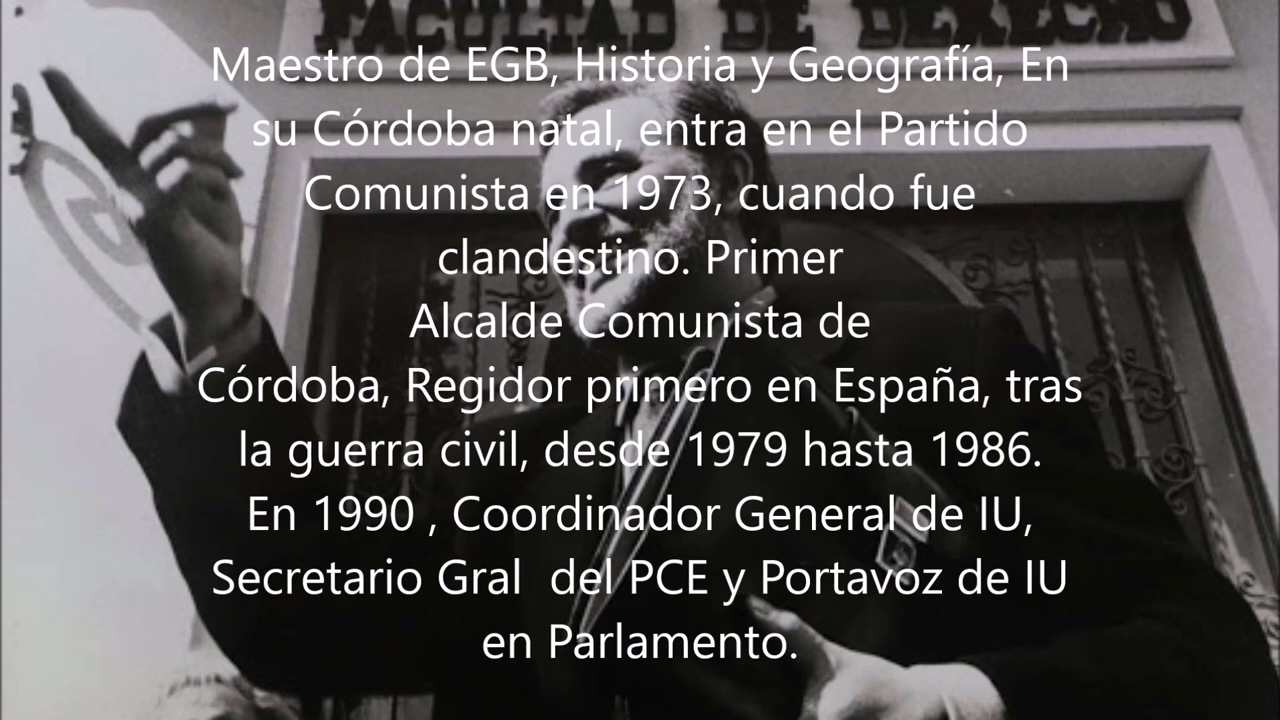 FACULTAD DE DERECHO
Maestro de EGB, Historia y Geografía, En
su Córdoba natal, entra en el Partido
Comunista en 1973, cuando fue
clandestino. Primer
Alcalde Comunista de
Córdoba, Regidor primero en España, tras
la guerra civil, desde 1979 hasta 1986.
En 1990 , Coordinador General de IU,
Secretario Gral  del PCE y Portavoz de IU
en Parlamento.